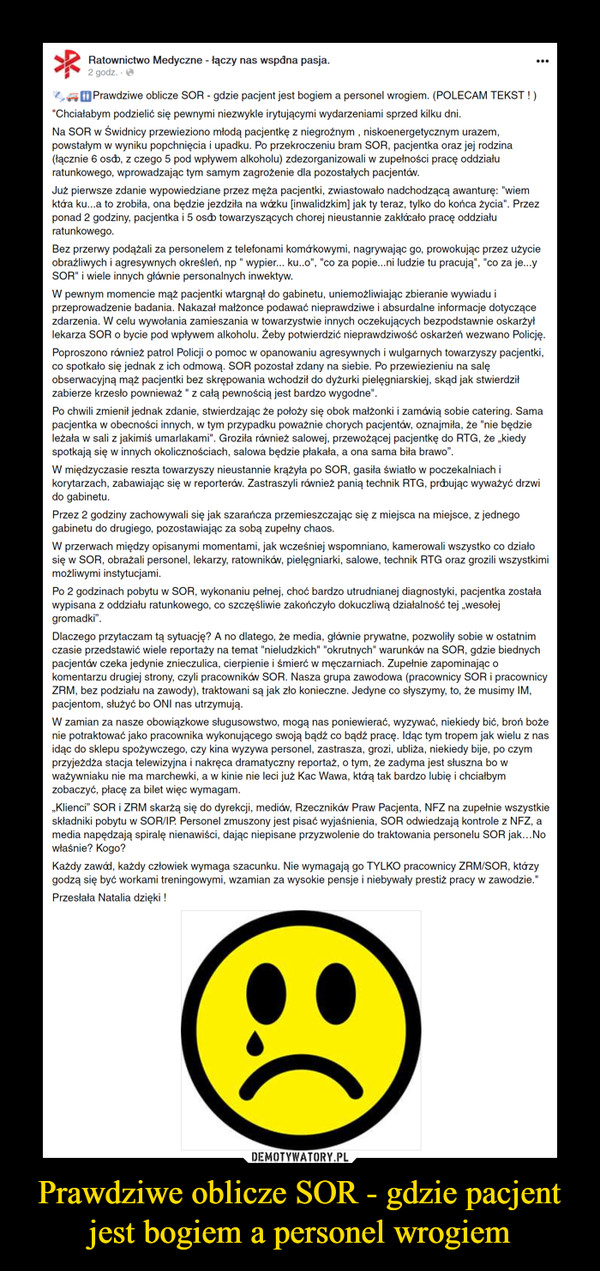 Ratownictwo Medyczne - łączy nas wspólna pasja.
2 godz.
Prawdziwe oblicze SOR - gdzie pacjent jest bogiem a personel wrogiem. (POLECAM TEKST ! )
"Chciałabym podzielić się pewnymi niezwykle irytującymi wydarzeniami sprzed kilku dni.
Na SOR w Świdnicy przewieziono młodą pacjentkę z niegroźnym , niskoenergetycznym urazem,
powstałym w wyniku popchnięcia i upadku. Po przekroczeniu bram SOR, pacjentka oraz jej rodzina
(łącznie 6 osób, z czego 5 pod wpływem alkoholu) zdezorganizowali w zupełności pracę oddziału
ratunkowego, wprowadzając tym samym zagrożenie dla pozostałych pacjentów.
Już pierwsze zdanie wypowiedziane przez męża pacjentki, zwiastowało nadchodzącą awanturę: "wiem
która ku...a to zrobiła, ona będzie jezdziła na wózku [inwalidzkim] jak ty teraz, tylko do końca życia". Przez
ponad 2 godziny, pacjentka i 5 osób towarzyszących chorej nieustannie zakłócało pracę oddziału
ratunkowego.
Bez przerwy podążali za personelem z telefonami komórkowymi, nagrywając go, prowokując przez użycie
obraźliwych i agresywnych określeń, np " wypier... ku..o", "co za popie...ni ludzie tu pracują", "co za je...y
SOR" i wiele innych głównie personalnych inwektyw.
W pewnym momencie mąż pacjentki wtargnął do gabinetu, uniemożliwiając zbieranie wywiadu i
przeprowadzenie badania. Nakazał małżonce podawać nieprawdziwe i absurdalne informacje dotyczące
zdarzenia. W celu wywołania zamieszania w towarzystwie innych oczekujących bezpodstawnie oskarżył
lekarza SOR o bycie pod wpływem alkoholu. Żeby potwierdzić nieprawdziwość oskarżeń wezwano Policję.
Poproszono również patrol Policji o pomoc w opanowaniu agresywnych i wulgarnych towarzyszy pacjentki,
co spotkało się jednak z ich odmową. SOR pozostał zdany na siebie. Po przewiezieniu na salę
obserwacyjną mąż pacjentki bez skrępowania wchodził do dyżurki pielęgniarskiej, skąd jak stwierdził
zabierze krzesło pownieważ " z całą pewnością jest bardzo wygodne".
Po chwili zmienił jednak zdanie, stwierdzając że położy się obok małżonki i zamówią sobie catering. Sama
pacjentka w obecności innych, w tym przypadku poważnie chorych pacjentów, oznajmiła, że "nie będzie
leżała w sali z jakimiś umarlakami". Groziła również salowej, przewożącej pacjentkę do RTG, że „kiedy
spotkają się w innych okolicznościach, salowa będzie płakała, a ona sama biła brawo”.
W międzyczasie reszta towarzyszy nieustannie krążyła po SOR, gasiła światło w poczekalniach i
korytarzach, zabawiając się w reporterów. Zastraszyli również panią technik RTG, próbując wyważyć drzwi
do gabinetu.
Przez 2 godziny zachowywali się jak szarańcza przemieszczając się z miejsca na miejsce, z jednego
gabinetu do drugiego, pozostawiając za sobą zupełny chaos.
W przerwach między opisanymi momentami, jak wcześniej wspomniano, kamerowali wszystko co działo
się w SOR, obrażali personel, lekarzy, ratowników, pielęgniarki, salowe, technik RTG oraz grozili wszystkimi
możliwymi instytucjami.
Po 2 godzinach pobytu w SOR, wykonaniu pełnej, choć bardzo utrudnianej diagnostyki, pacjentka została
wypisana z oddziału ratunkowego, co szczęśliwie zakończyło dokuczliwą działalność tej „wesołej
gromadki”.
Dlaczego przytaczam tą sytuację? A no dlatego, że media, głównie prywatne, pozwoliły sobie w ostatnim
czasie przedstawić wiele reportaży na temat "nieludzkich" "okrutnych" warunków na SOR, gdzie biednych
pacjentów czeka jedynie znieczulica, cierpienie i śmierć w męczarniach. Zupełnie zapominając o
komentarzu drugiej strony, czyli pracowników SOR. Nasza grupa zawodowa (pracownicy SOR i pracownicy
ZRM, bez podziału na zawody), traktowani są jak zło konieczne. Jedyne co słyszymy, to, że musimy IM,
pacjentom, służyć bo ONI nas utrzymują.
W zamian za nasze obowiązkowe sługusowstwo, mogą nas poniewierać, wyzywać, niekiedy bić, broń boże
nie potraktować jako pracownika wykonującego swoją bądź co bądź pracę. Idąc tym tropem jak wielu z nas
idąc do sklepu spożywczego, czy kina wyzywa personel, zastrasza, grozi, ubliża, niekiedy bije, po czym
przyjeżdża stacja telewizyjna i nakręca dramatyczny reportaż, o tym, że zadyma jest słuszna bo w
ważywniaku nie ma marchewki, a w kinie nie leci już Kac Wawa, którą tak bardzo lubię i chciałbym
zobaczyć, płacę za bilet więc wymagam.
„Klienci” SOR i ZRM skarżą się do dyrekcji, mediów, Rzeczników Praw Pacjenta, NFZ na zupełnie wszystkie
składniki pobytu w SOR/IP. Personel zmuszony jest pisać wyjaśnienia, SOR odwiedzają kontrole z NFZ, a
media napędzają spiralę nienawiści, dając niepisane przyzwolenie do traktowania personelu SOR jak…No
właśnie? Kogo?
Każdy zawód, każdy człowiek wymaga szacunku. Nie wymagają go TYLKO pracownicy ZRM/SOR, którzy
godzą się być workami treningowymi, wzamian za wysokie pensje i niebywały prestiż pracy w zawodzie."
Przesłała Natalia dzięki !
DEMOTYWATORY.PL
Prawdziwe oblicze SOR - gdzie pacjent
jest bogiem a personel wrogiem